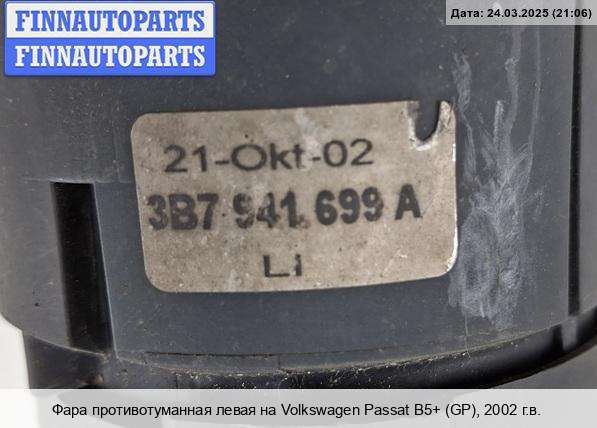 FINNAUTOPARTS
FINNAUTOPARTS
Дата: 24.03.2025 (21:06)
21-Okt-02
3B7 941 699 A
Li
Фара противотуманная левая на Volkswagen Passat B5+ (GP), 2002 г.в.